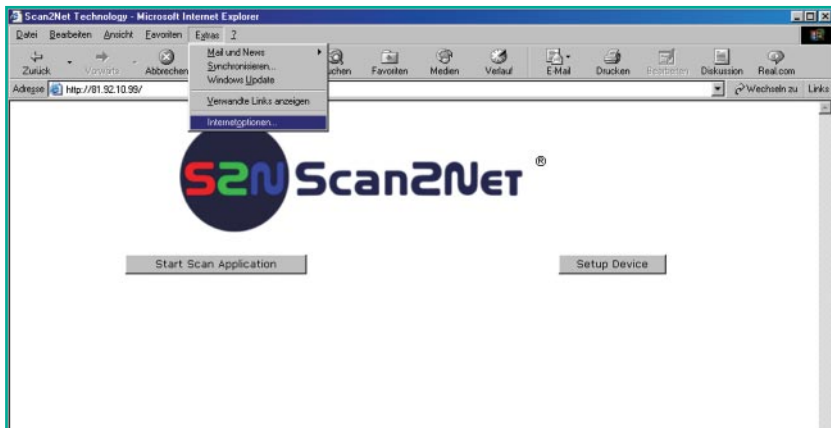 Scan2Net Technology - Microsoft Internet Explorer
Datei Bearbeiten Ansicht Favoriten Extras ?
Zurück Vorwärts Abbrechen uchen Favoriten Medien Verlauf E-Mail Drucken Bearbeiten Diskussion Real.com
Mail und News
Synchronisieren...
Windows Update
Adresse http://81.92.10.99/ Wechseln zu Links
Verwandte Links anzeigen
Internetoptionen...
S2N Scan2Net ®
Start Scan Application Setup Device